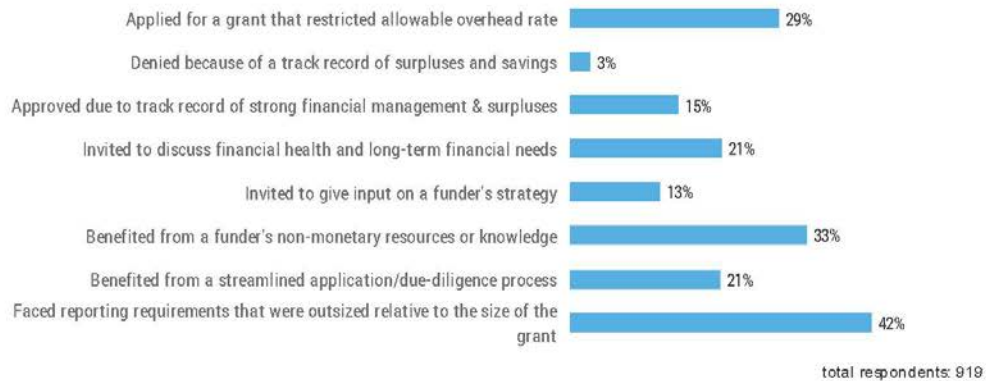 Applied for a grant that restricted allowable overhead rate 29%
Denied because of a track record of surpluses and savings 3%
Approved due to track record of strong financial management & surpluses 15%
Invited to discuss financial health and long-term financial needs 21%
Invited to give input on a funder's strategy 13%
Benefited from a funder's non-monetary resources or knowledge 33%
Benefited from a streamlined application/due-diligence process 21%
Faced reporting requirements that were outsized relative to the size of the
grant 42%
total respondents: 919